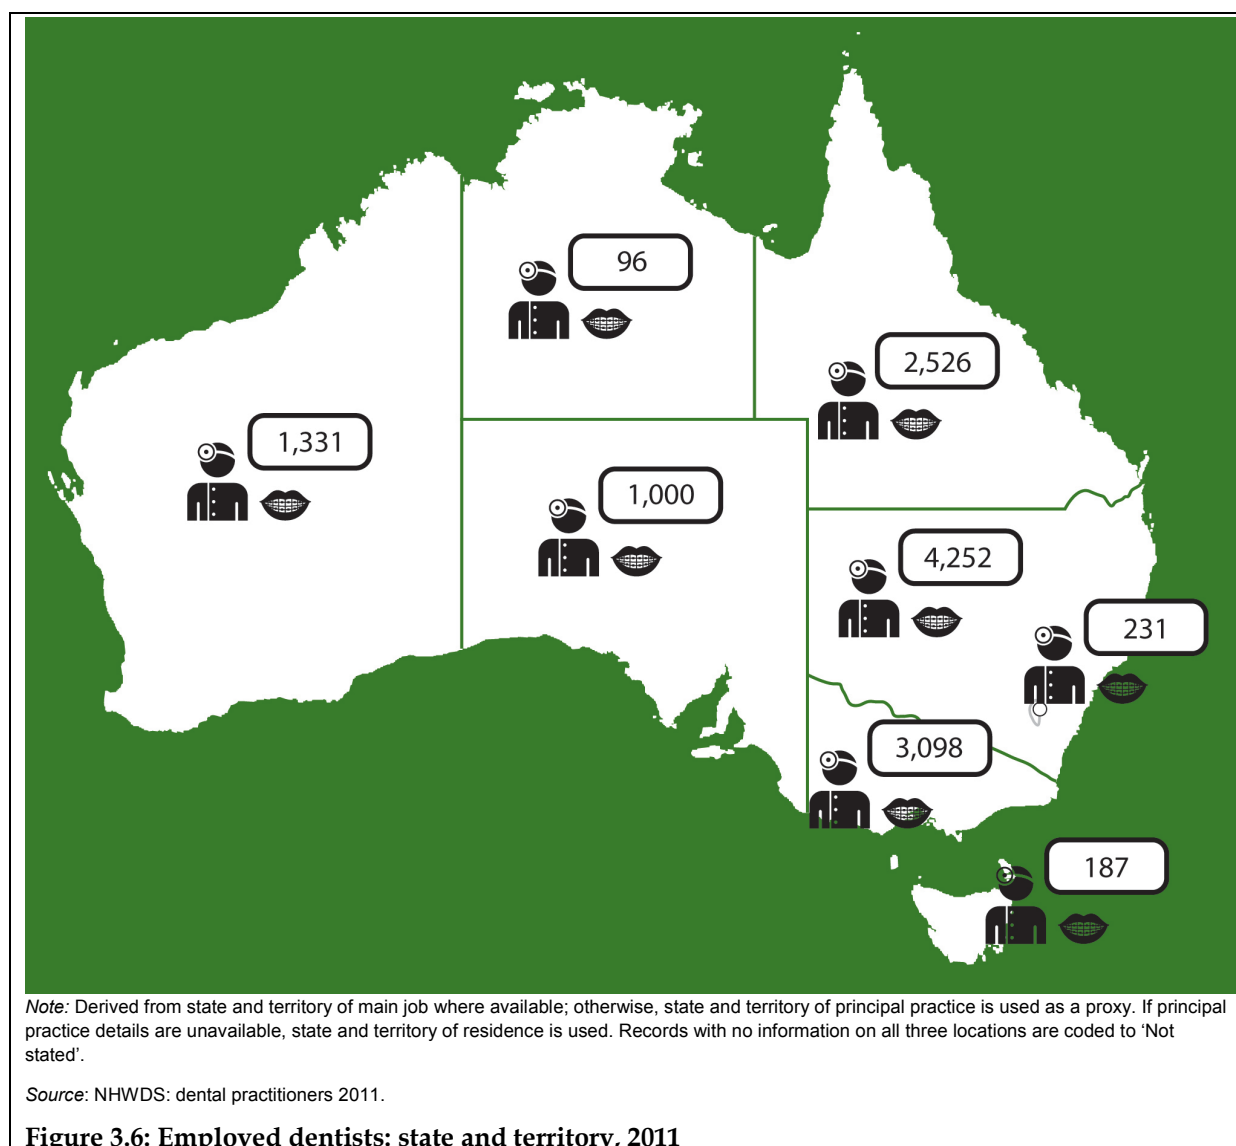 96
2,526
1,331
1,000
4,252
231
3,098
187
Note: Derived from state and territory of main job where available; otherwise, state and territory of principal practice is used as a proxy. If principal
practice details are unavailable, state and territory of residence is used. Records with no information on all three locations are coded to ‘Not
stated’.
Source: NHWDS: dental practitioners 2011.
Figure 3.6: Employed dentists: state and territory, 2011